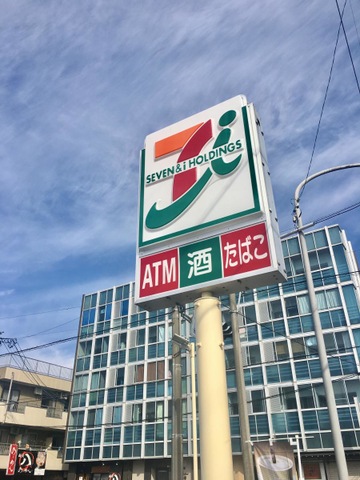 SEVEN&i HOLDINGS
ATM 酒 たばこ